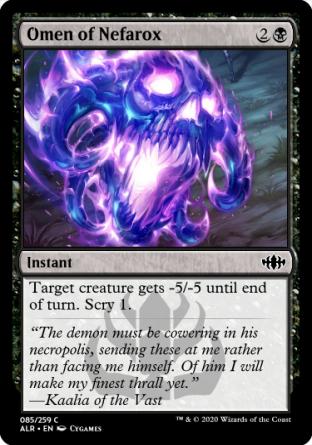 Omen of Nefarox 2
Instant
Target creature gets -5/-5 until end
of turn. Scry 1.
“The demon must be cowering in his
necropolis, sending these at me rather
than facing me himself. Of him I will
make my finest thrall yet.”
—Kaalia of the Vast
085/259 C
ALR • EN CYGAMES
™ & © 2020 Wizards of the Coast